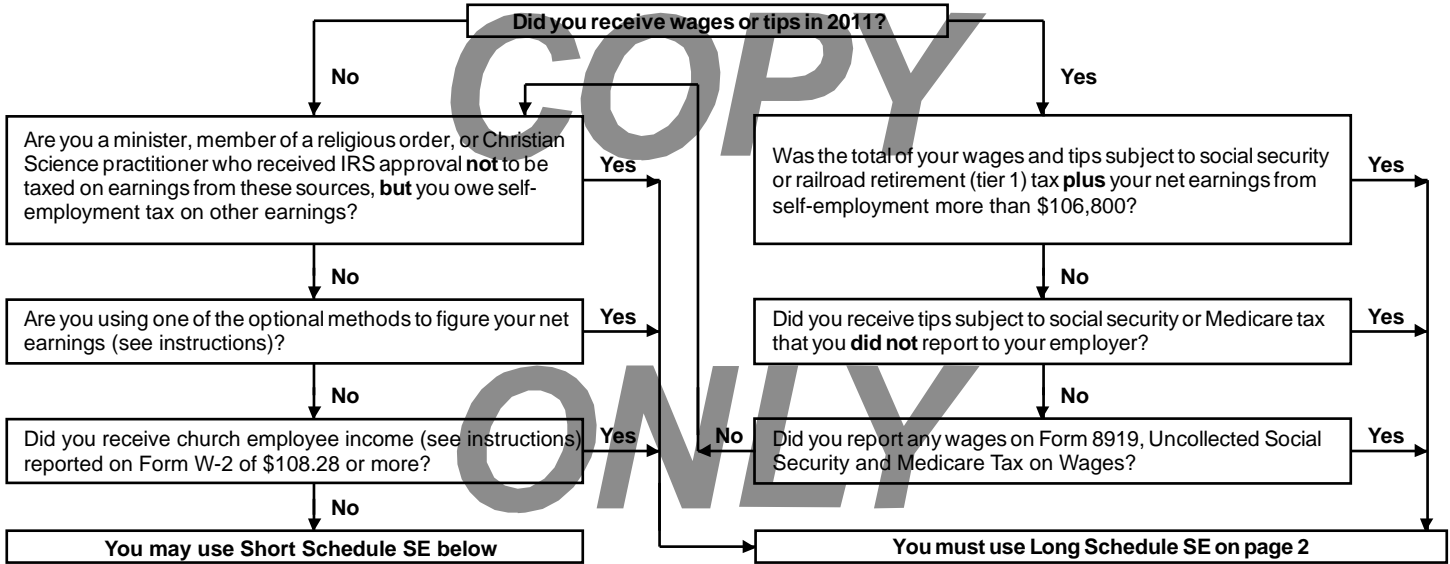 Did you receive wages or tips in 2011?
No
Yes
Are you a minister, member of a religious order, or Christian
Science practitioner who received IRS approval not to be
taxed on earnings from these sources, but you owe self-
employment tax on other earnings?
Yes
Was the total of your wages and tips subject to social security
or railroad retirement (tier 1) tax plus your net earnings from
self-employment more than $106,800?
Yes
No
No
Are you using one of the optional methods to figure your net
earnings (see instructions)?
Yes
Did you receive tips subject to social security or Medicare tax
that you did not report to your employer?
Yes
No
No
Did you receive church employee income (see instructions)
reported on Form W-2 of $108.28 or more?
Yes
No
Did you report any wages on Form 8919, Uncollected Social
Security and Medicare Tax on Wages?
Yes
No
You may use Short Schedule SE below
You must use Long Schedule SE on page 2
COPY
ONLY